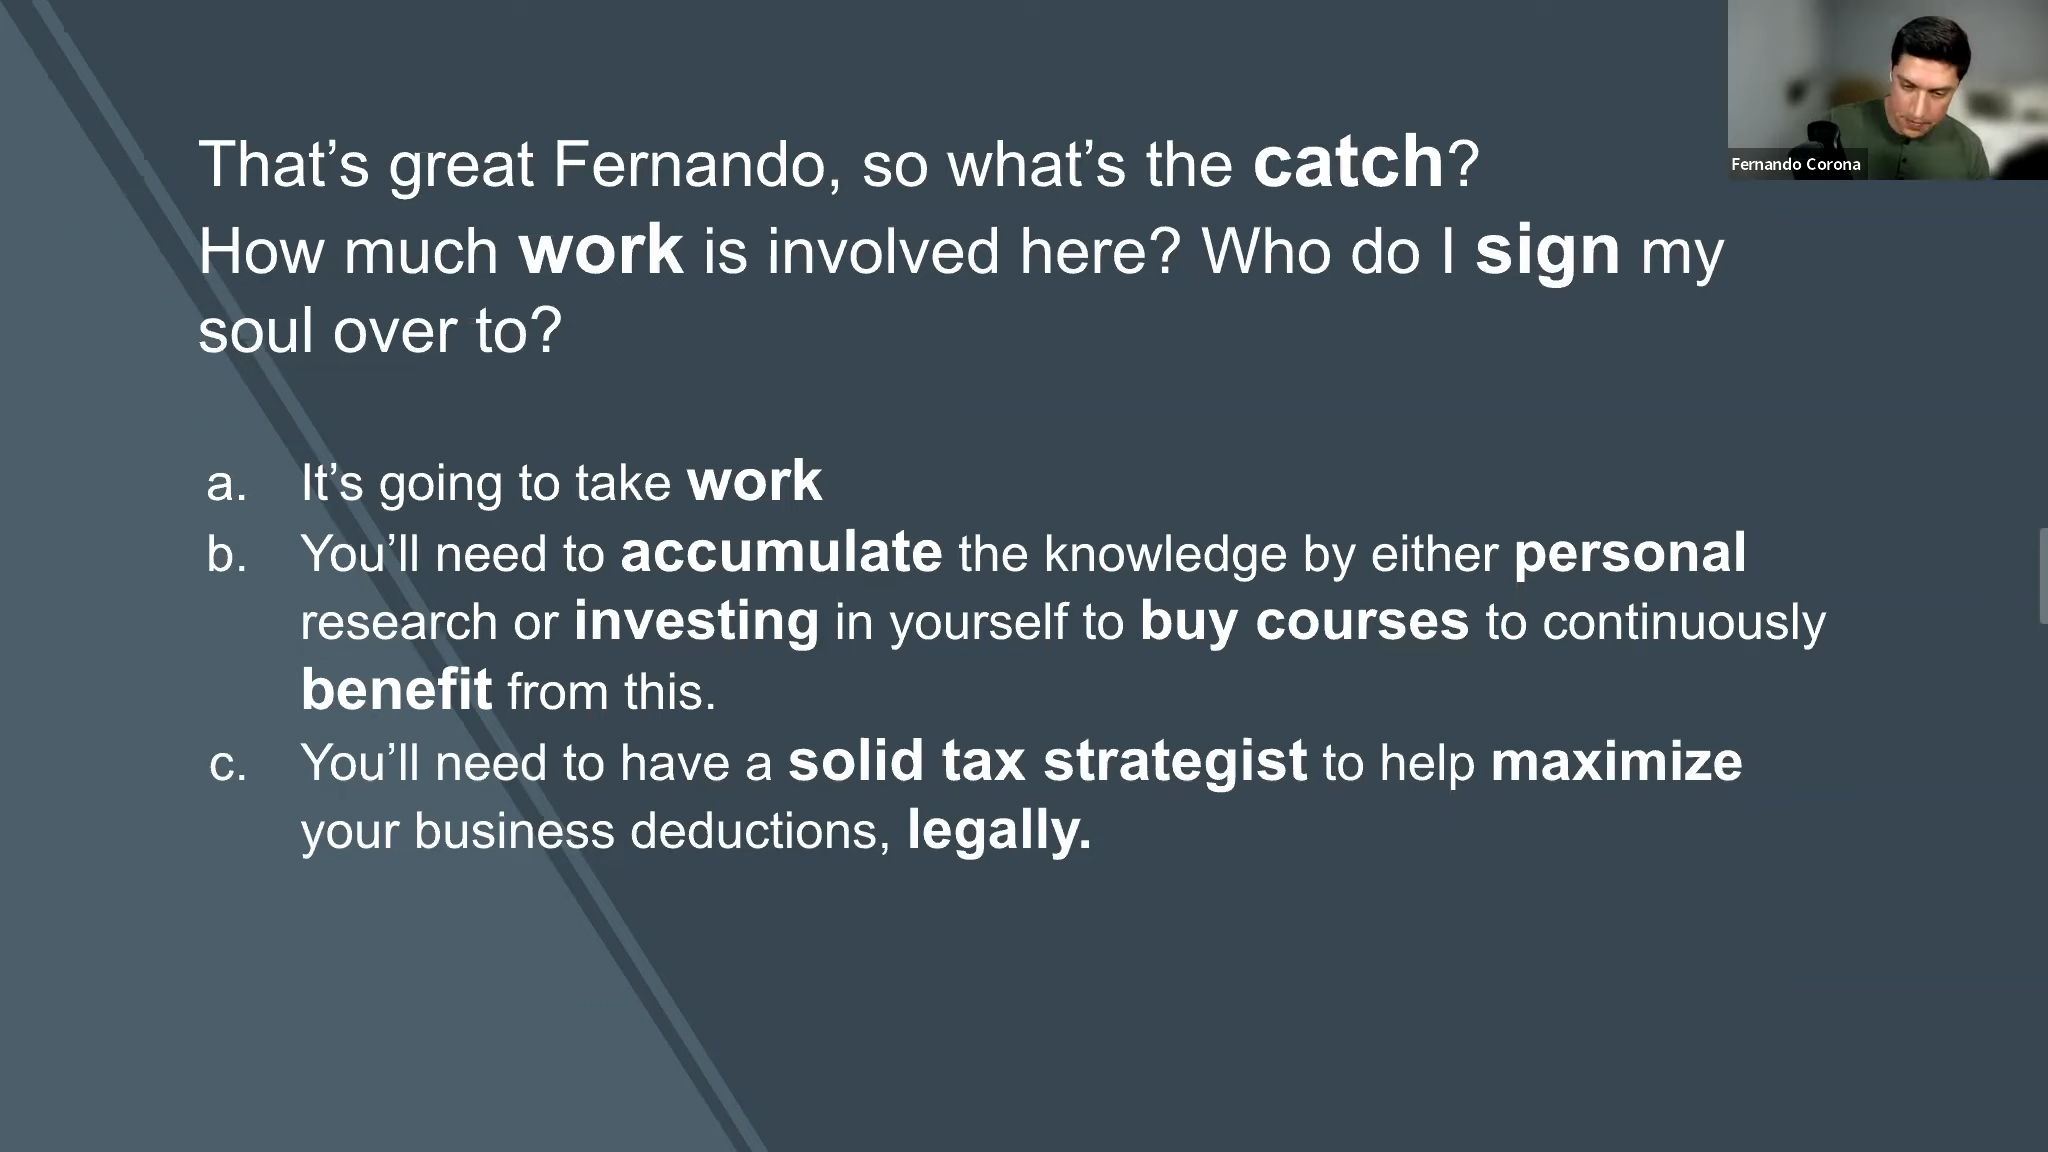 That’s great Fernando, so what’s the catch?
How much work is involved here? Who do I sign my
soul over to?
a. It’s going to take work
b. You’ll need to accumulate the knowledge by either personal
research or investing in yourself to buy courses to continuously
benefit from this.
c. You’ll need to have a solid tax strategist to help maximize
your business deductions, legally.
Fernando Corona